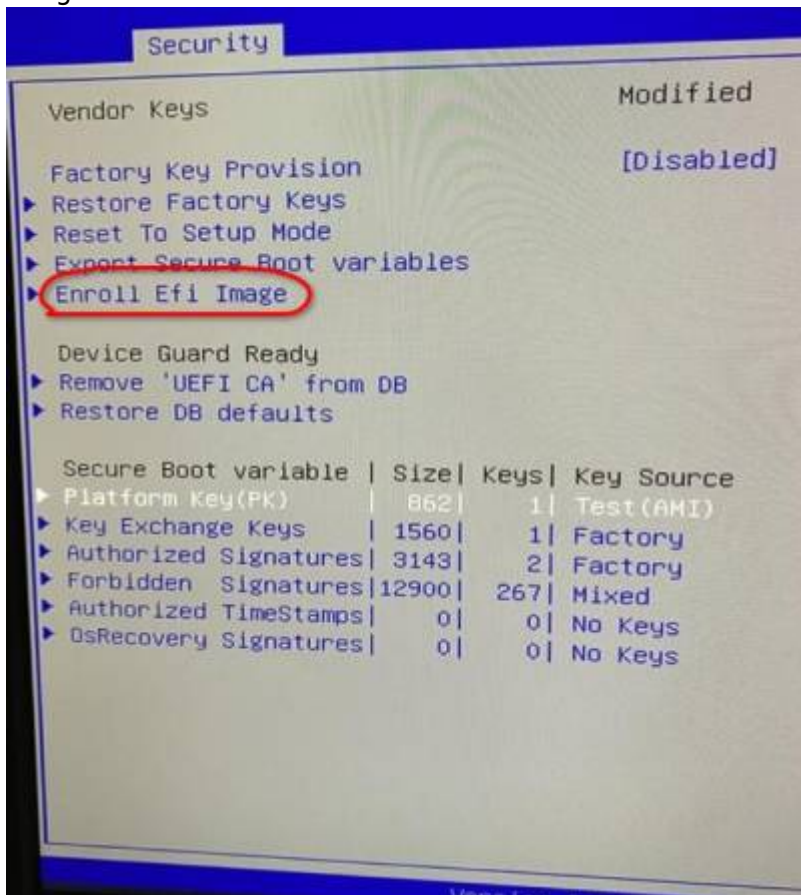 Security
Vendor Keys Modified
Factory Key Provision [Disabled]
Restore Factory Keys
Reset To Setup Mode
Export Secure Boot variables
Enroll Efi Image
Device Guard Ready
Remove 'UEFI CA' from DB
Restore DB defaults
Secure Boot variable | Size| Keys| Key Source
Platform Key(PK) | 862| 1| Test(AMI)
Key Exchange Keys | 1560| 1| Factory
Authorized Signatures| 3143| 2| Factory
Forbidden Signatures|12900| 267| Mixed
Authorized TimeStamps| 0| 0| No Keys
OsRecovery Signatures| 0| 0| No Keys